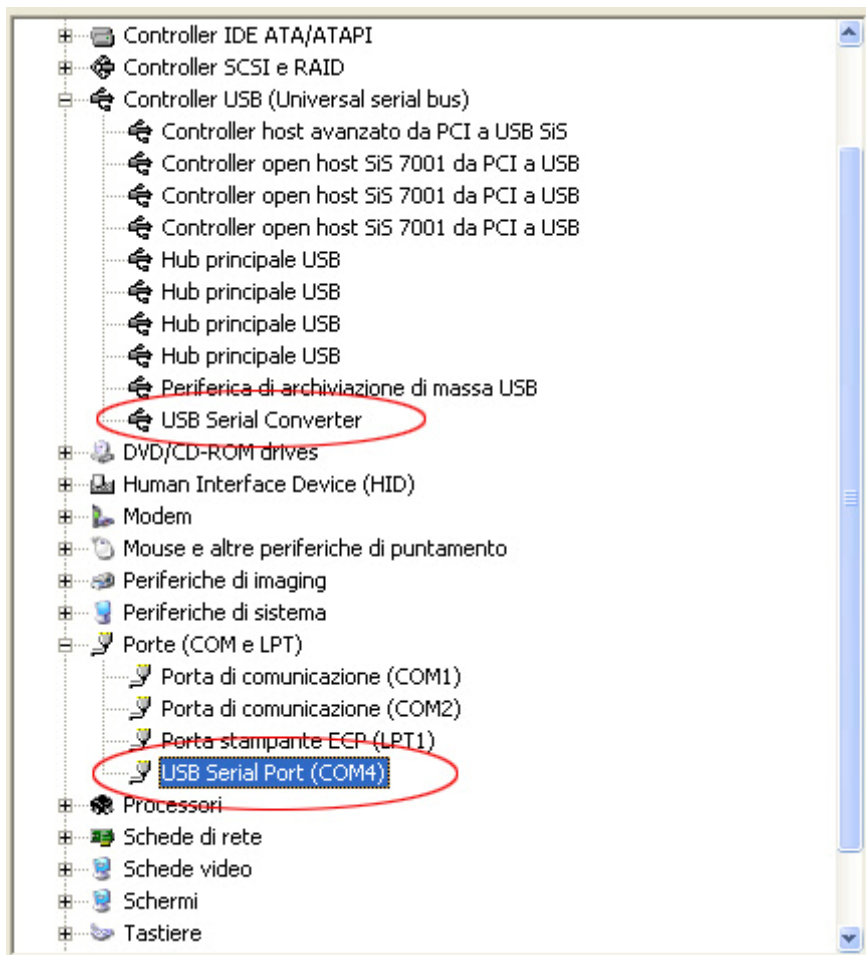 Controller IDE ATA/ATAPI
Controller SCSI e RAID
Controller USB (Universal serial bus)
Controller host avanzato da PCI a USB SiS
Controller open host SiS 7001 da PCI a USB
Controller open host SiS 7001 da PCI a USB
Controller open host SiS 7001 da PCI a USB
Hub principale USB
Hub principale USB
Hub principale USB
Hub principale USB
Periferica di archiviazione di massa USB
USB Serial Converter
DVD/CD-ROM drives
Human Interface Device (HID)
Modem
Mouse e altre periferiche di puntamento
Periferiche di imaging
Periferiche di sistema
Porte (COM e LPT)
Porta di comunicazione (COM1)
Porta di comunicazione (COM2)
Porta stampante ECP (LPT1)
USB Serial Port (COM4)
Processori
Schede di rete
Schede video
Schermi
Tastiere